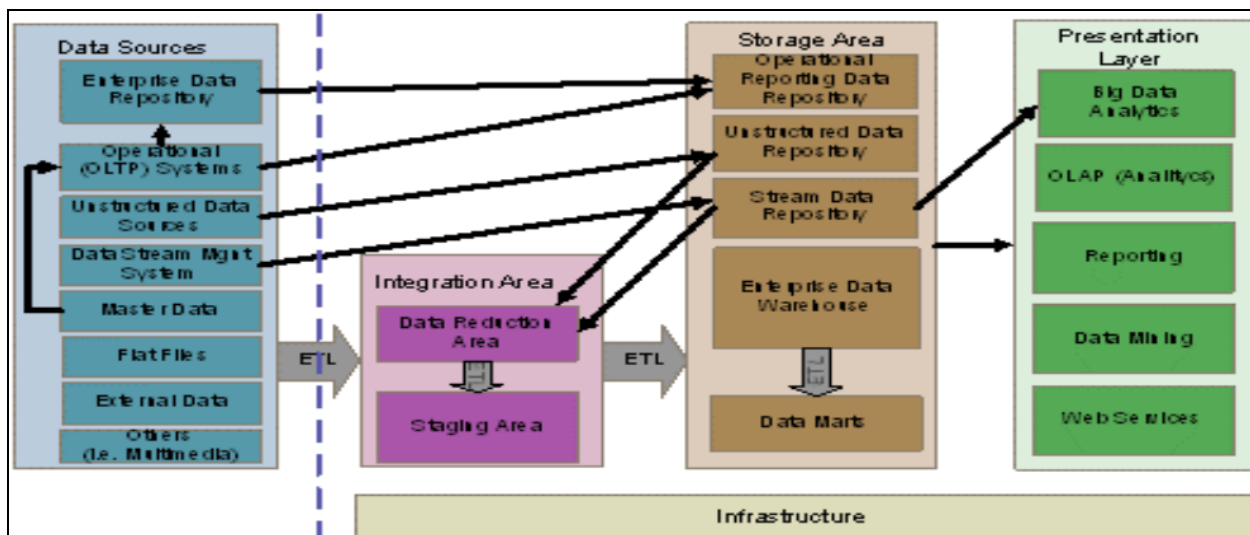 Data Sources
Enterprise Data
Repository
Operational
(OLTP) Systems
Unstructured Data
Sources
Data Stream Mgnt
System
Master Data
Flat Files
External Data
Others
(I.e. Multimedia)
ETL
Integration Area
Data Reduction
Area
ETL
Staging Area
ETL
Storage Area
Operational
Reporting Data
Repository
Unstructured Data
Repository
Stream Data
Repository
Enterprise Data
Warehouse
ETL
Data Marts
Presentation
Layer
Big Data
Analytics
OLAP (Analitycs)
Reporting
Data Mining
Web Services
Infrastructure